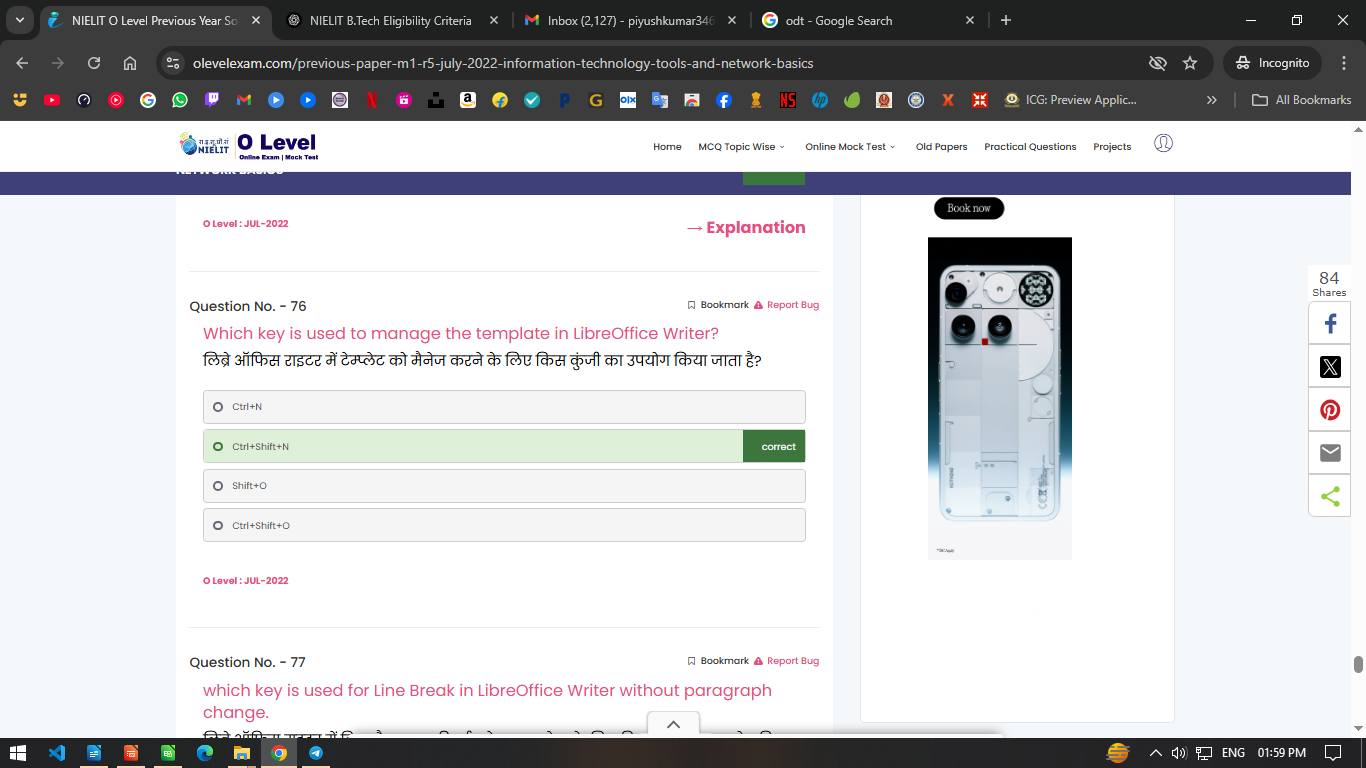 NIELIT O Level Previous Year So
NIELIT B.Tech Eligibility Criteria
Inbox (2,127) - piyushkumar346
odt - Google Search
olevelexam.com/previous-paper-m1-r5-july-2022-information-technology-tools-and-network-basics
Incognito
ICG: Preview Applic...
All Bookmarks
NIELIT
O Level
Online Exam | Mock Test
Home
MCQ Topic Wise
Online Mock Test
Old Papers
Practical Questions
Projects
NETWORK BASICS
O Level : JUL-2022
→ Explanation
Book now
84
Shares
Question No. - 76
Bookmark
Report Bug
Which key is used to manage the template in LibreOffice Writer?
लिब्रे ऑफिस राइटर में टेम्पलेट को मैनेज करने के लिए किस कुंजी का उपयोग किया जाता है?
Ctrl+N
Ctrl+Shift+N
correct
Shift+O
Ctrl+Shift+O
O Level : JUL-2022
Question No. - 77
Bookmark
Report Bug
which key is used for Line Break in LibreOffice Writer without paragraph
change.
ENG
01:59 PM